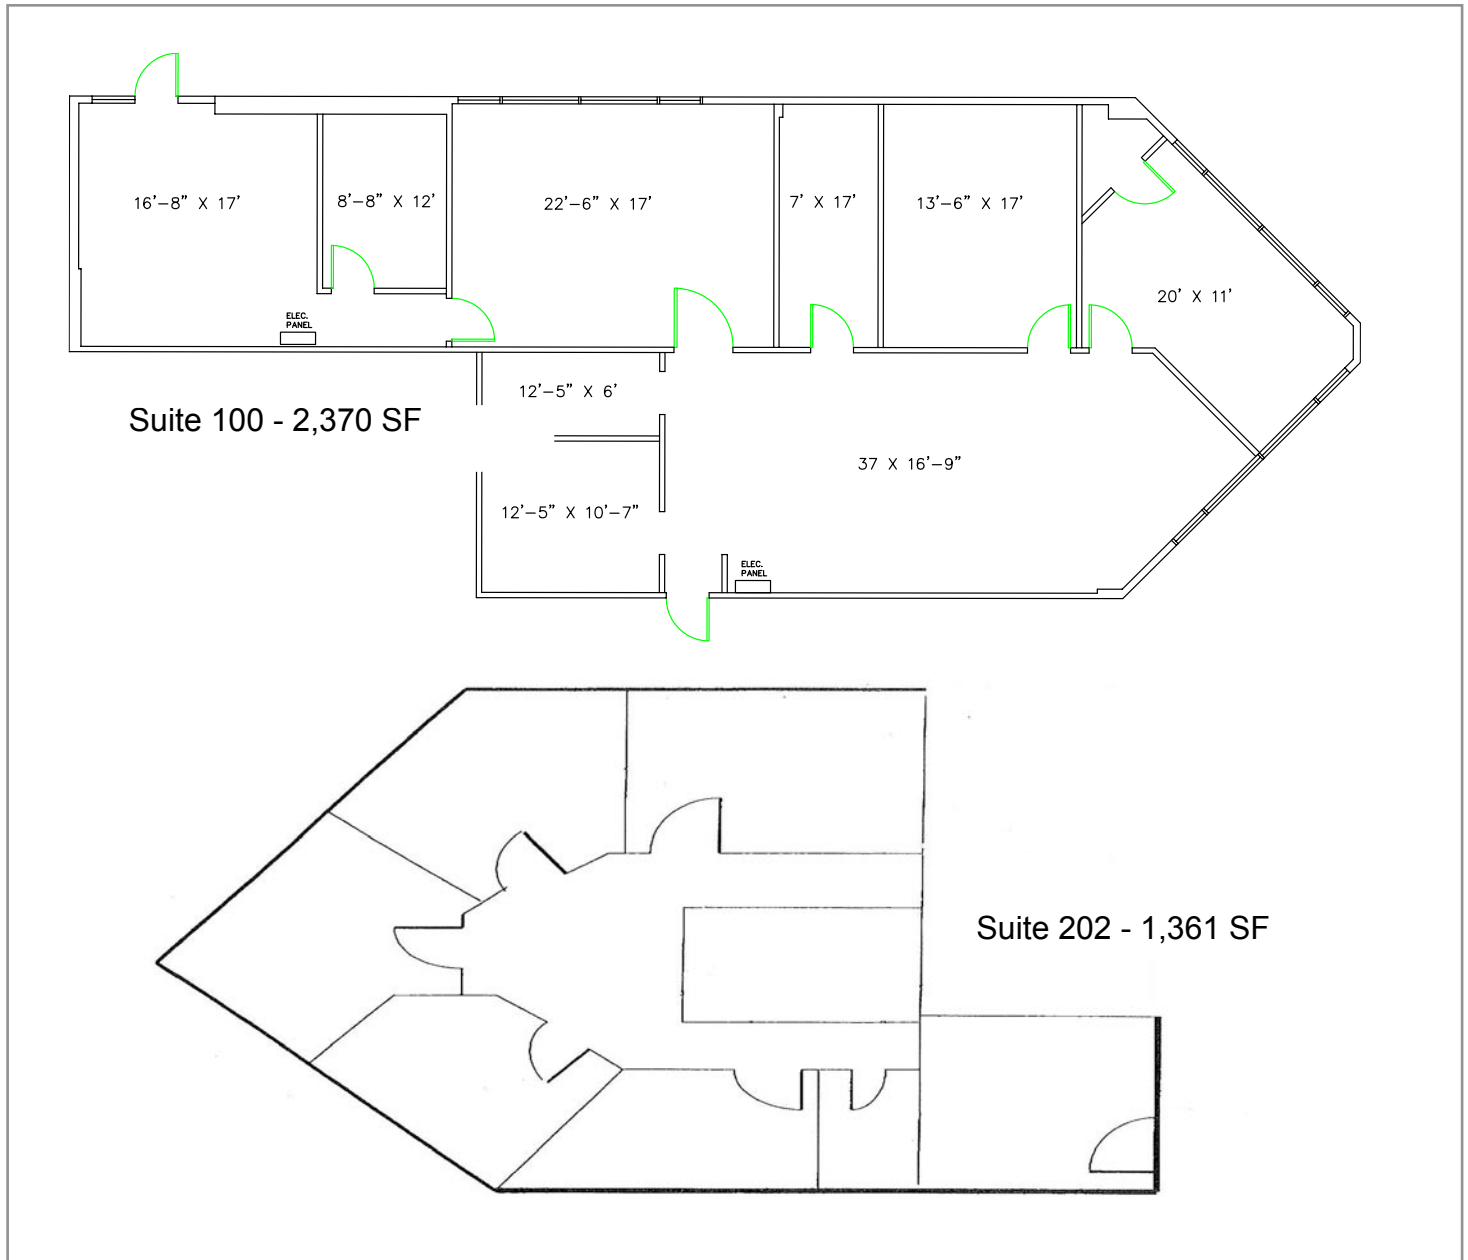 16'-8" X 17'
8'-8" X 12'
22'-6" X 17'
7' X 17'
13'-6" X 17'
20' X 11'
ELEC.
PANEL
12'-5" X 6'
Suite 100 - 2,370 SF
37 X 16'-9"
12'-5" X 10'-7"
ELEC.
PANEL
Suite 202 - 1,361 SF